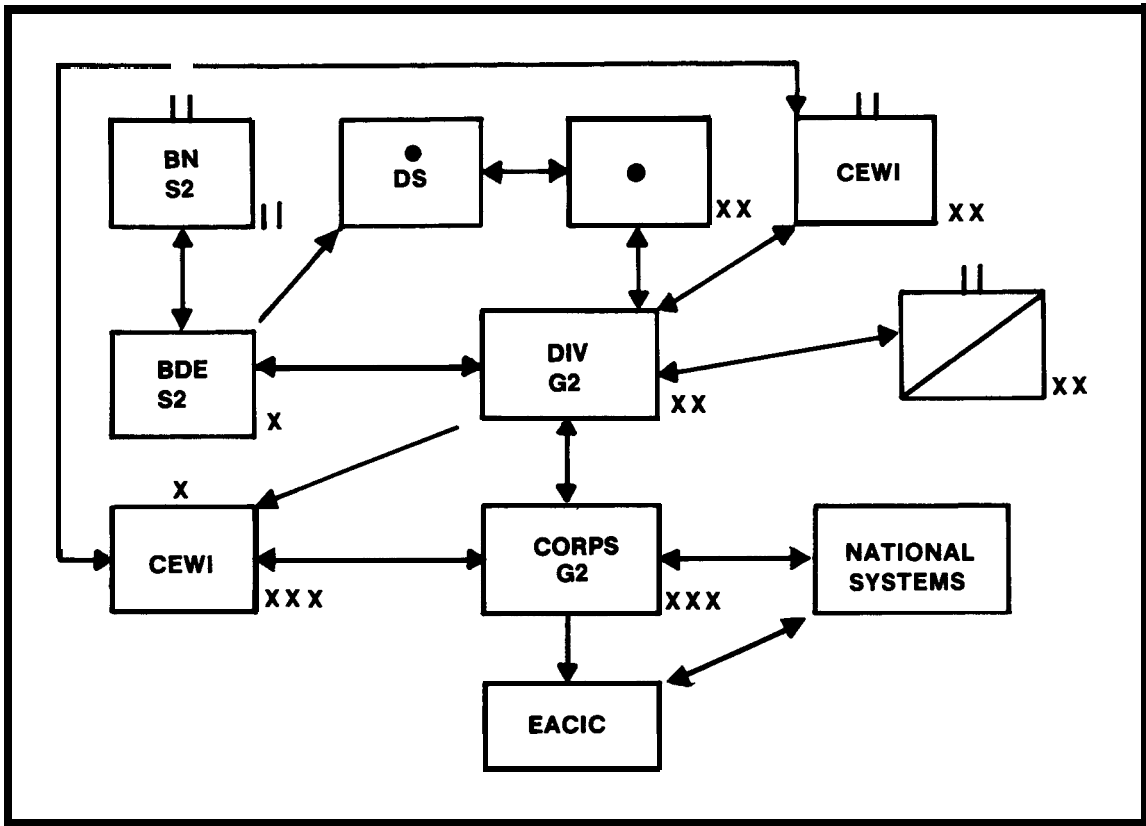 BN
S2
DS
XX
CEWI
XX
BDE
S2
X
DIV
G2
XX
XX
X
CEWI
XXX
CORPS
G2
XXX
NATIONAL
SYSTEMS
EACIC